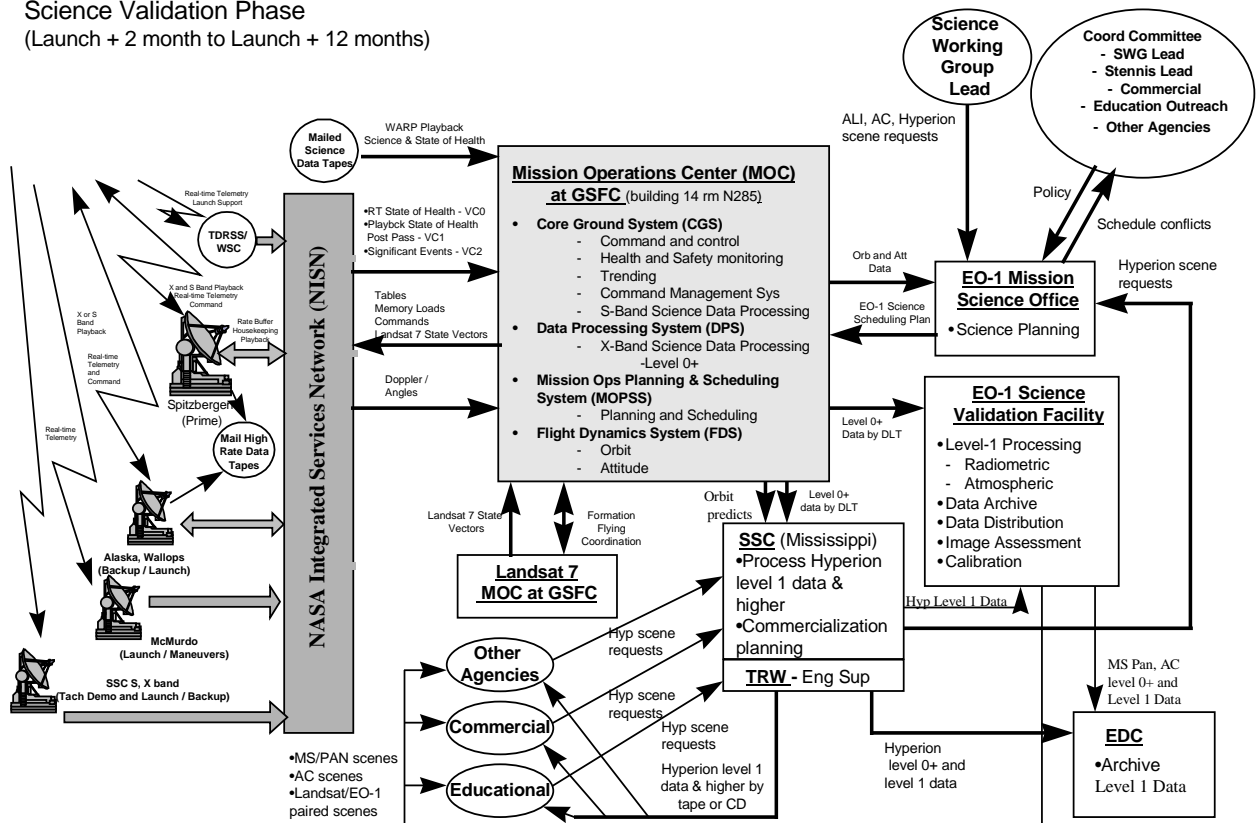 Science Validation Phase
(Launch + 2 month to Launch + 12 months)
Science
Working
Group
Lead
Coord Committee
- SWG Lead
- Stennis Lead
- Commercial
- Education Outreach
- Other Agencies
ALI, AC, Hyperion
scene requests
Policy
Schedule conflicts
Mailed
Science
Data Tapes
WARP Playback
Science & State of Health
Real-time Telemetry
Launch Support
TDRSS/
WSC
NASA Integrated Services Network (NISN)
•RT State of Health - VC0
•Playbck State of Health
Post Pass - VC1
•Significant Events - VC2
Tables
Memory Loads
Commands
Landsat 7 State Vectors
Doppler /
Angles
X and S Band Playback
Real-time Telemetry
Command
X or S
Band
Playback
Rate Buffer
Housekeeping
Playback
Real-time
Telemetry
and
Command
Spitzbergen
(Prime)
Real-time
Telemetry
Mail High
Rate Data
Tapes
Alaska, Wallops
(Backup / Launch)
McMurdo
(Launch / Maneuvers)
SSC S, X band
(Tach Demo and Launch / Backup)
Mission Operations Center (MOC)
at GSFC (building 14 rm N285)
• Core Ground System (CGS)
- Command and control
- Health and Safety monitoring
- Trending
- Command Management Sys
- S-Band Science Data Processing
• Data Processing System (DPS)
- X-Band Science Data Processing
-Level 0+
• Mission Ops Planning & Scheduling
System (MOPSS)
- Planning and Scheduling
• Flight Dynamics System (FDS)
- Orbit
- Attitude
Orb and Att
Data
EO-1 Science
Scheduling Plan
EO-1 Mission
Science Office
•Science Planning
Hyperion scene
requests
Level 0+
Data by DLT
EO-1 Science
Validation Facility
•Level-1 Processing
- Radiometric
- Atmospheric
•Data Archive
•Data Distribution
•Image Assessment
•Calibration
Landsat 7 State
Vectors
Formation
Flying
Coordination
Landsat 7
MOC at GSFC
Orbit
predicts
Level 0+
data by DLT
SSC (Mississippi)
•Process Hyperion
level 1 data &
higher
•Commercialization
planning
TRW - Eng Sup
Hyp Level 1 Data
Other
Agencies
Commercial
Educational
Hyp scene
requests
Hyp scene
requests
Hyp scene
requests
•MS/PAN scenes
•AC scenes
•Landsat/EO-1
paired scenes
Hyperion level 1
data & higher by
tape or CD
Hyperion
level 0+ and
level 1 data
MS Pan, AC
level 0+ and
Level 1 Data
EDC
•Archive
Level 1 Data